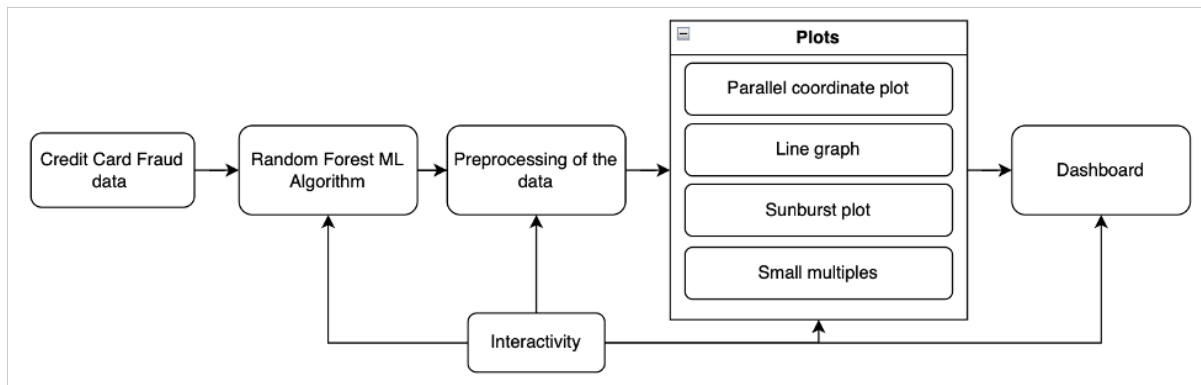 Credit Card Fraud
data
Random Forest ML
Algorithm
Preprocessing of the
data
Plots
Parallel coordinate plot
Line graph
Sunburst plot
Small multiples
Dashboard
Interactivity